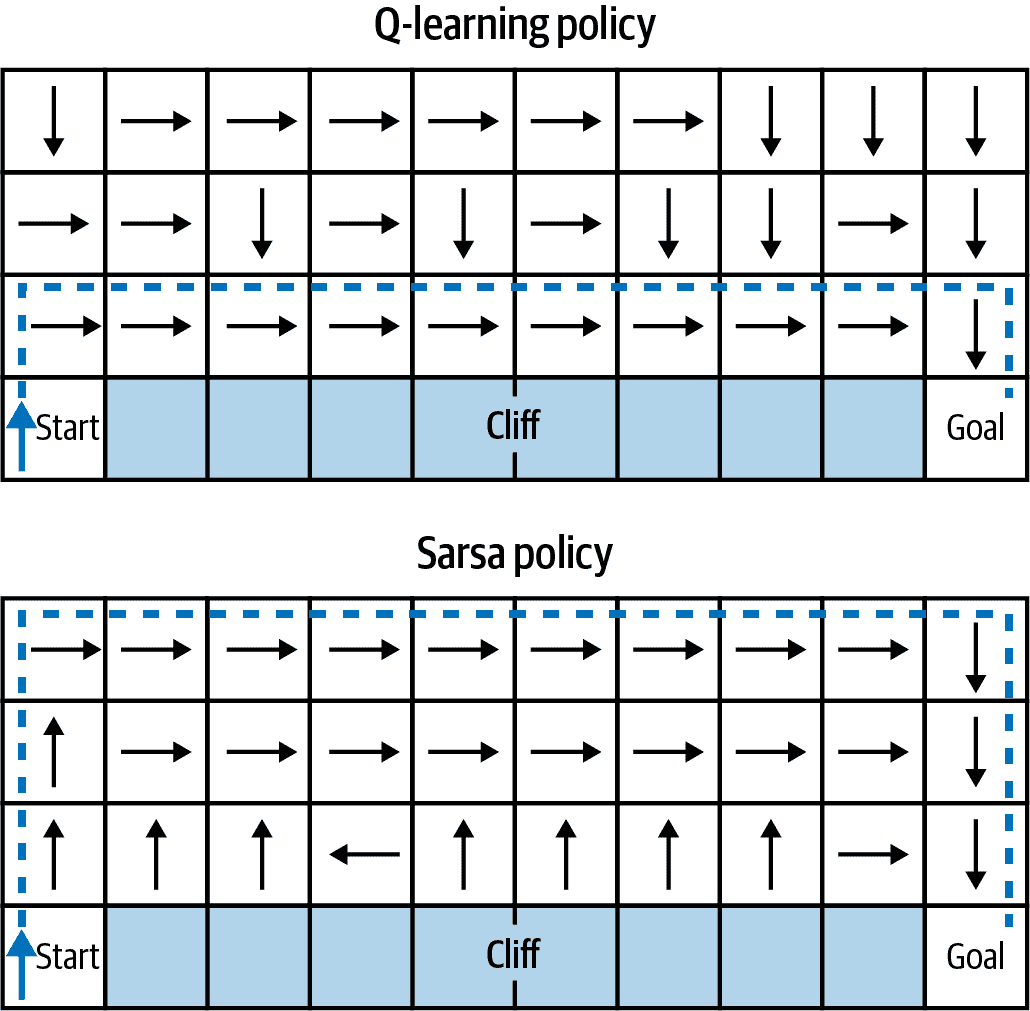 Q-learning policy
Start
Cliff
Goal
Sarsa policy
Start
Cliff
Goal